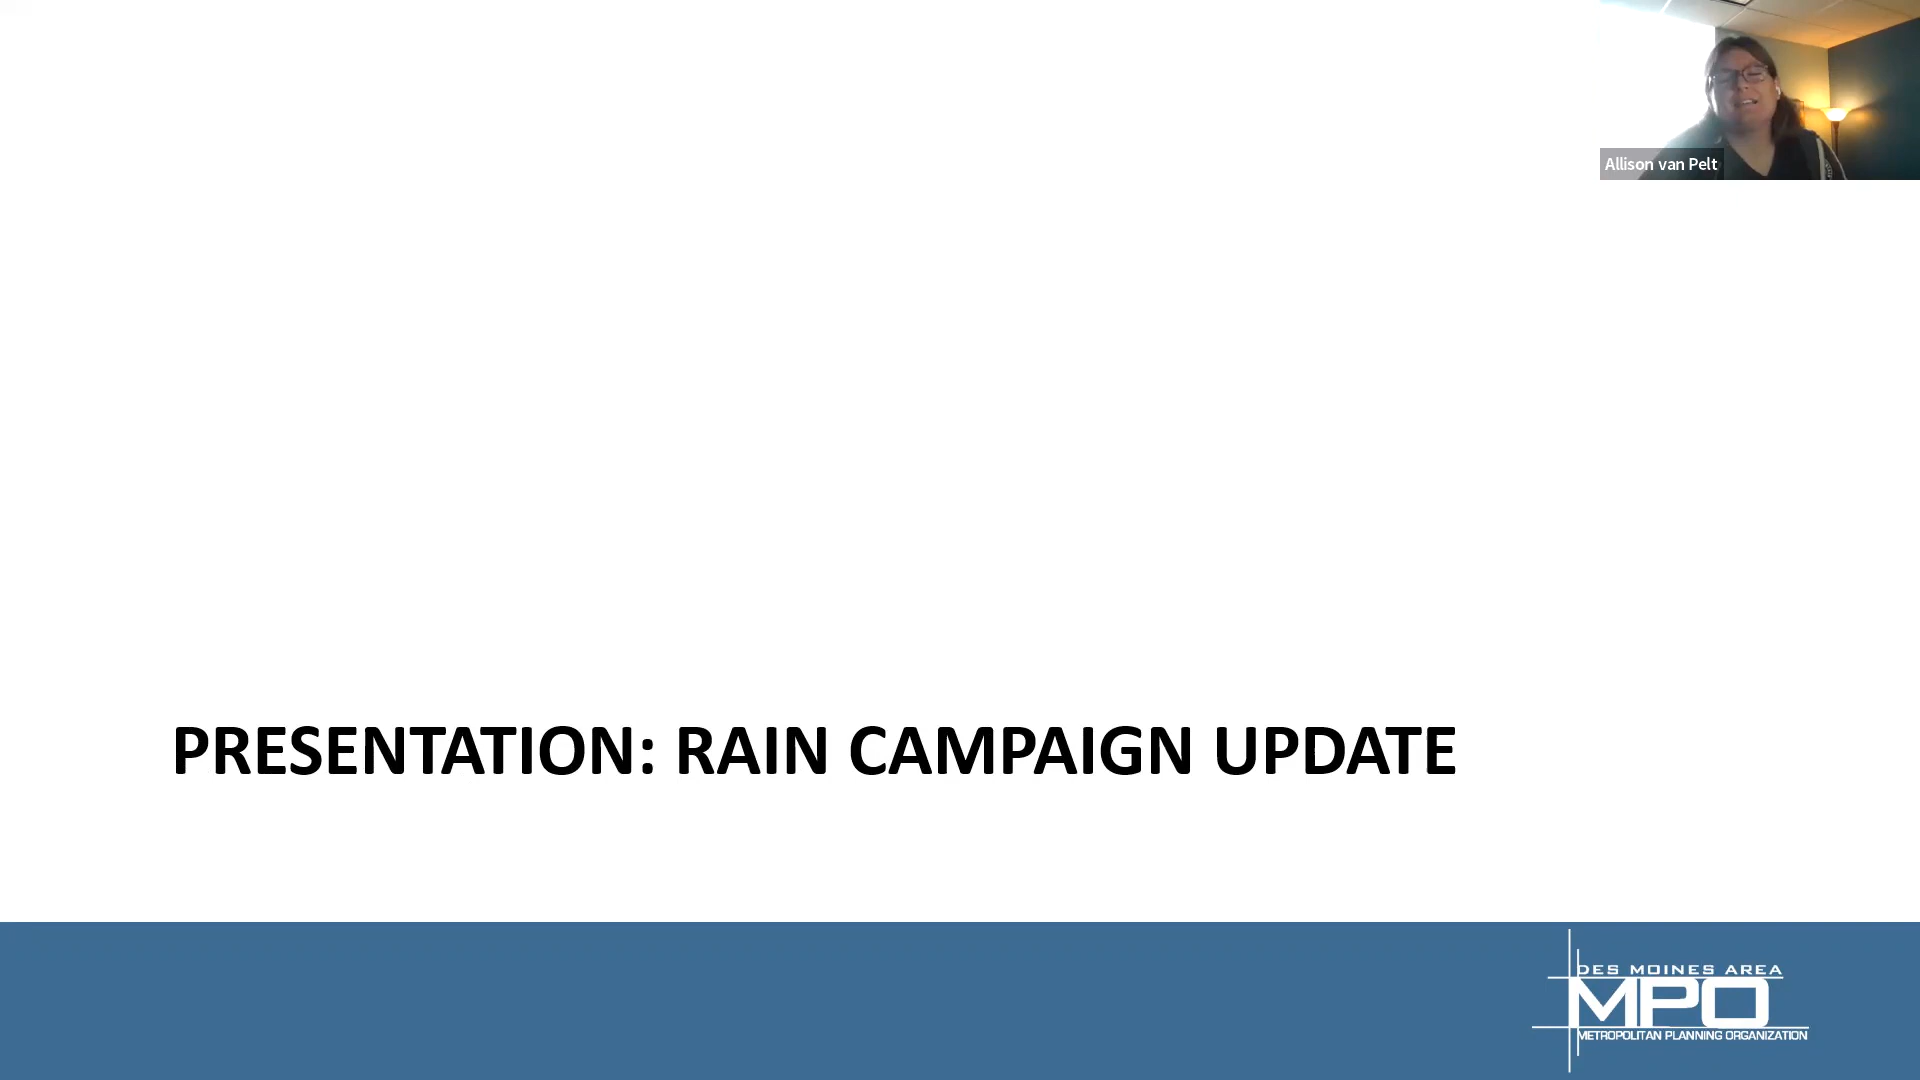 Allison van Pelt
PRESENTATION: RAIN CAMPAIGN UPDATE
DES MOINES AREA
MPO
METROPOLITAN PLANNING ORGANIZATION